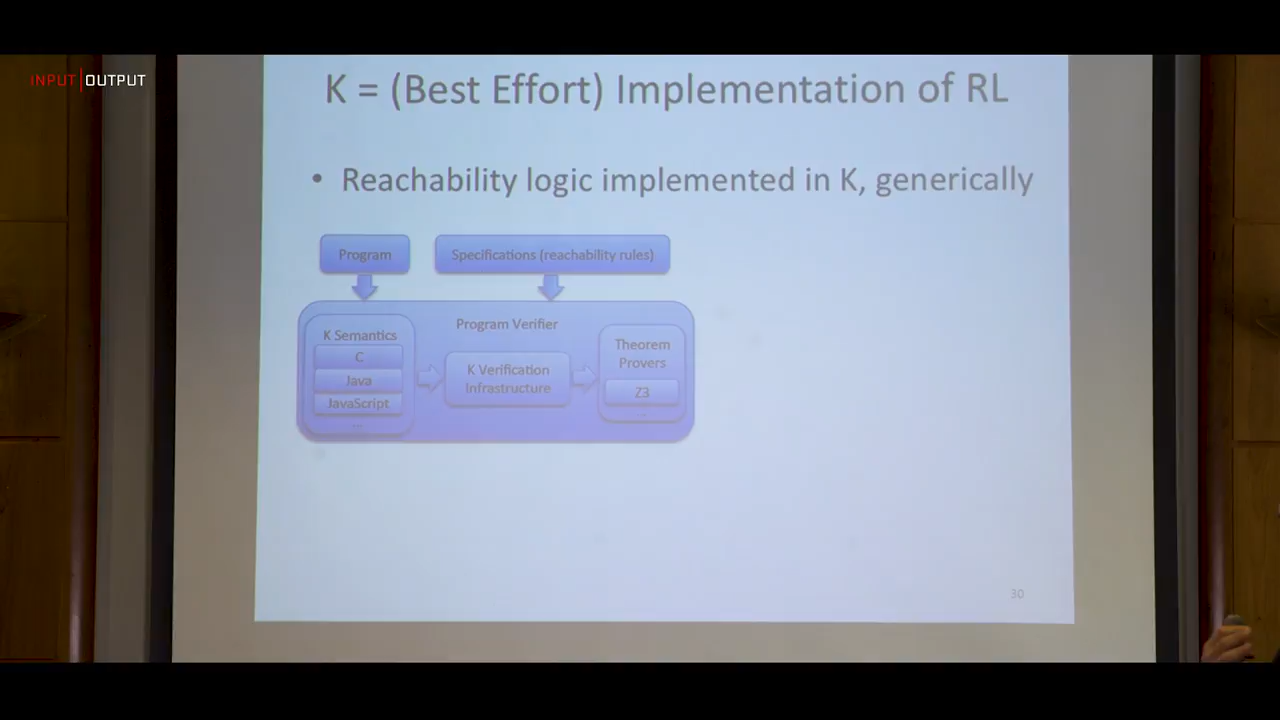 INPUT|OUTPUT
K = (Best Effort) Implementation of RL
• Reachability logic implemented in K, generically
Program
Specifications (reachability rules)
Program Verifier
K Semantics
C
Java
JavaScript
...
K Verification
Infrastructure
Theorem
Provers
Z3
...
30